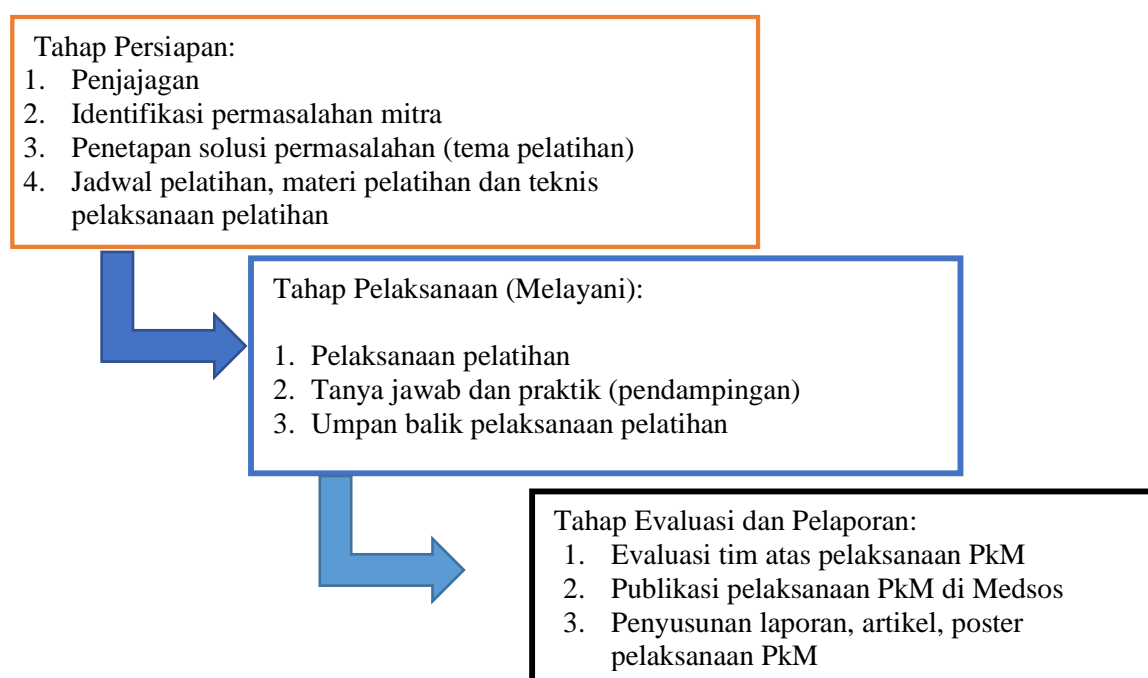 Tahap Persiapan:
1. Penjajagan
2. Identifikasi permasalahan mitra
3. Penetapan solusi permasalahan (tema pelatihan)
4. Jadwal pelatihan, materi pelatihan dan teknis
pelaksanaan pelatihan
Tahap Pelaksanaan (Melayani):
1. Pelaksanaan pelatihan
2. Tanya jawab dan praktik (pendampingan)
3. Umpan balik pelaksanaan pelatihan
Tahap Evaluasi dan Pelaporan:
1. Evaluasi tim atas pelaksanaan PkM
2. Publikasi pelaksanaan PkM di Medsos
3. Penyusunan laporan, artikel, poster
pelaksanaan PkM